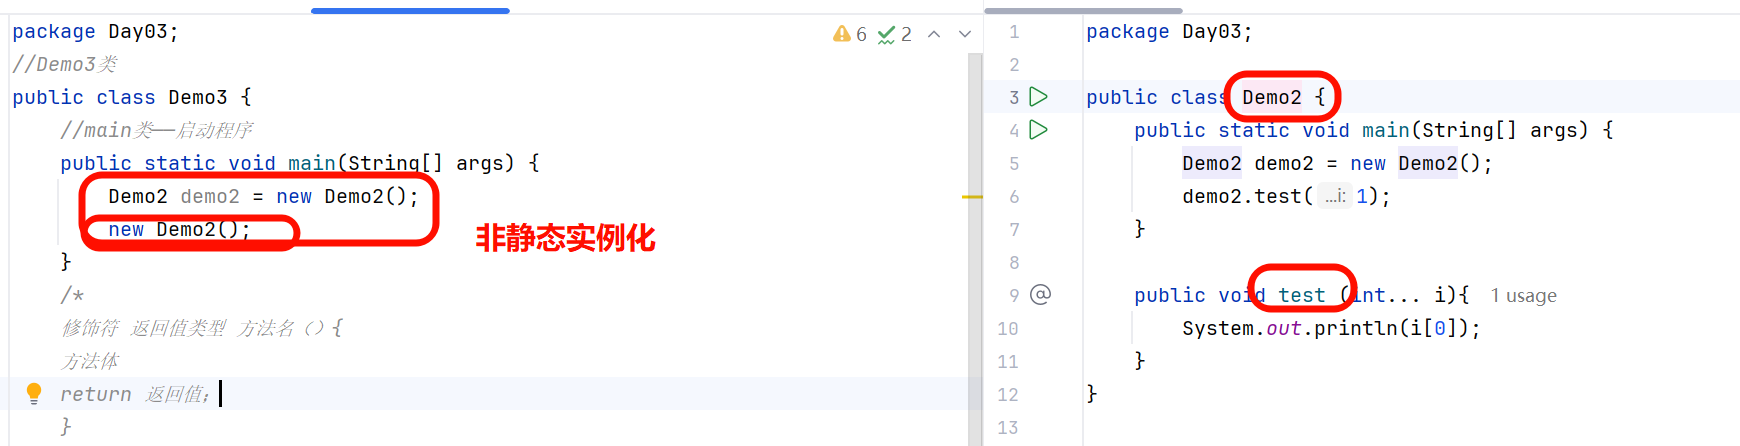 package Day03;
//Demo3类
public class Demo3 {
//main类——启动程序
public static void main(String[] args) {
Demo2 demo2 = new Demo2();
new Demo2();
}
/*
修饰符 返回值类型 方法名（）{
方法体
return 返回值；
}
6 2
非静态实例化
1 package Day03;
2
3 public class Demo2 {
4 public static void main(String[] args) {
5 Demo2 demo2 = new Demo2();
6 demo2.test( ...i: 1);
7 }
8
9 @ public void test (int... i){ 1 usage
10 System.out.println(i[0]);
11 }
12 }
13